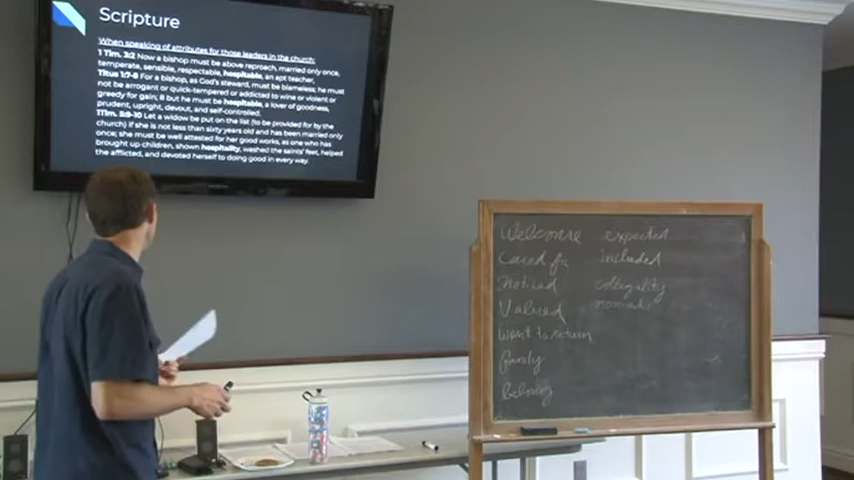 Scripture
When speaking of attributes for those leaders in the church:
1 Tim. 3:2 Now a bishop must be above reproach, married only once,
temperate, sensible, respectable, hospitable, an apt teacher,
Titus 1:7-8 For a bishop, as God's steward, must be blameless; he must
not be arrogant or quick-tempered or addicted to wine or violent or
greedy for gain; 8 but he must be hospitable, a lover of goodness,
prudent, upright, devout, and self-controlled.
1Tim. 5:9-10 Let a widow be put on the list (to be provided for by the
church) if she is not less than sixty years old and has been married only
once; she must be well attested for her good works, as one who has
brought up children, shown hospitality, washed the saints' feet, helped
the afflicted, and devoted herself to doing good in every way.
Welcome expected
Cared for included
Noticed collegiality
Valued
Want to return
Family
Belong